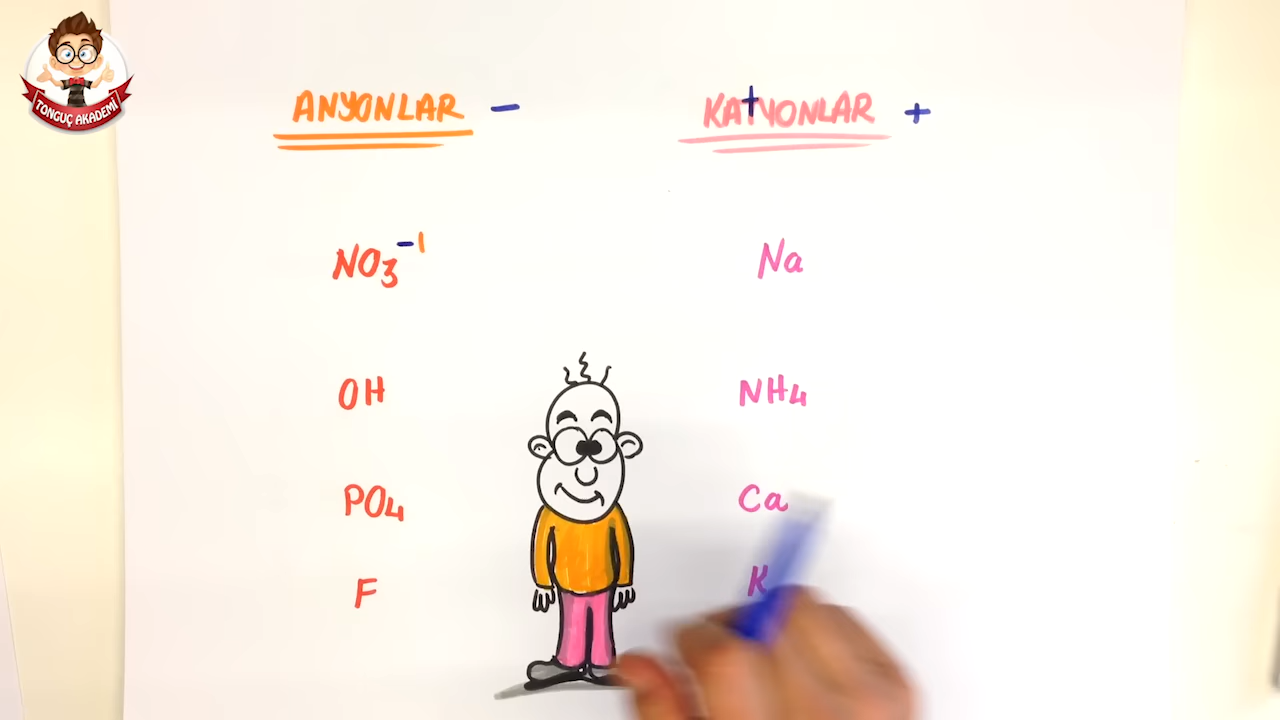 TONGUÇ AKADEMİ
ANYONLAR -
KATYONLAR +
NO3-1
Na
OH
NH4
PO4
Ca
F
K